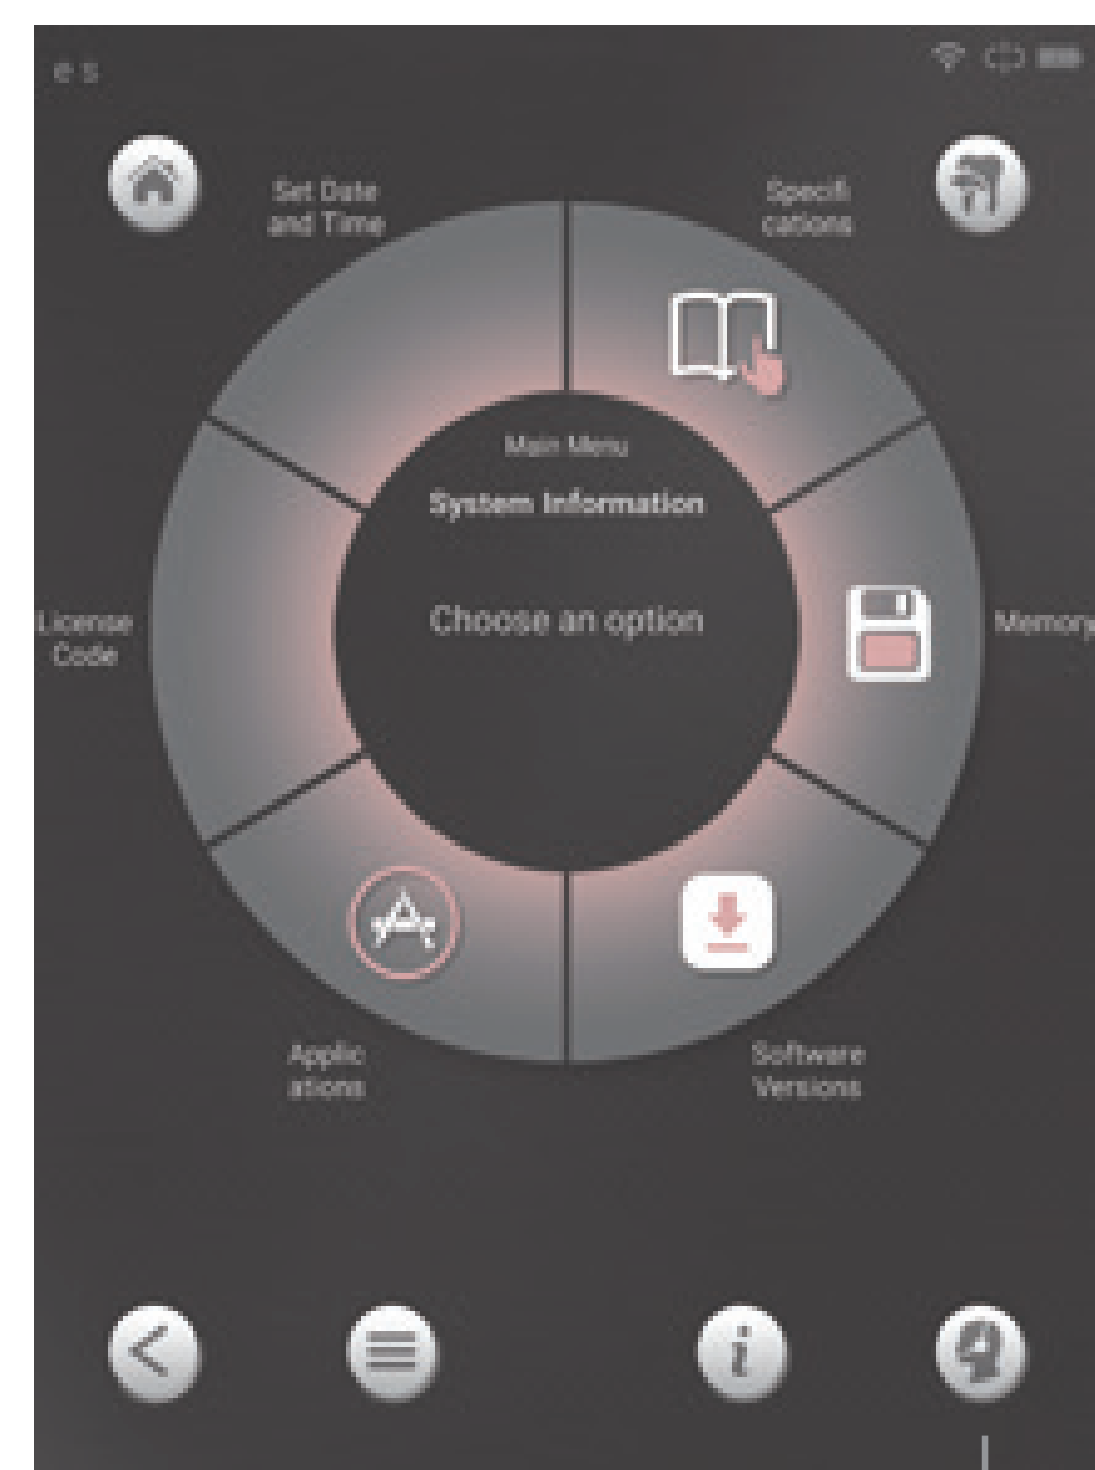 e s
Set Date
and Time
Specifi
cations
Main Menu
System Information
Choose an option
License
Code
Memory
Applic
ations
Software
Versions
i